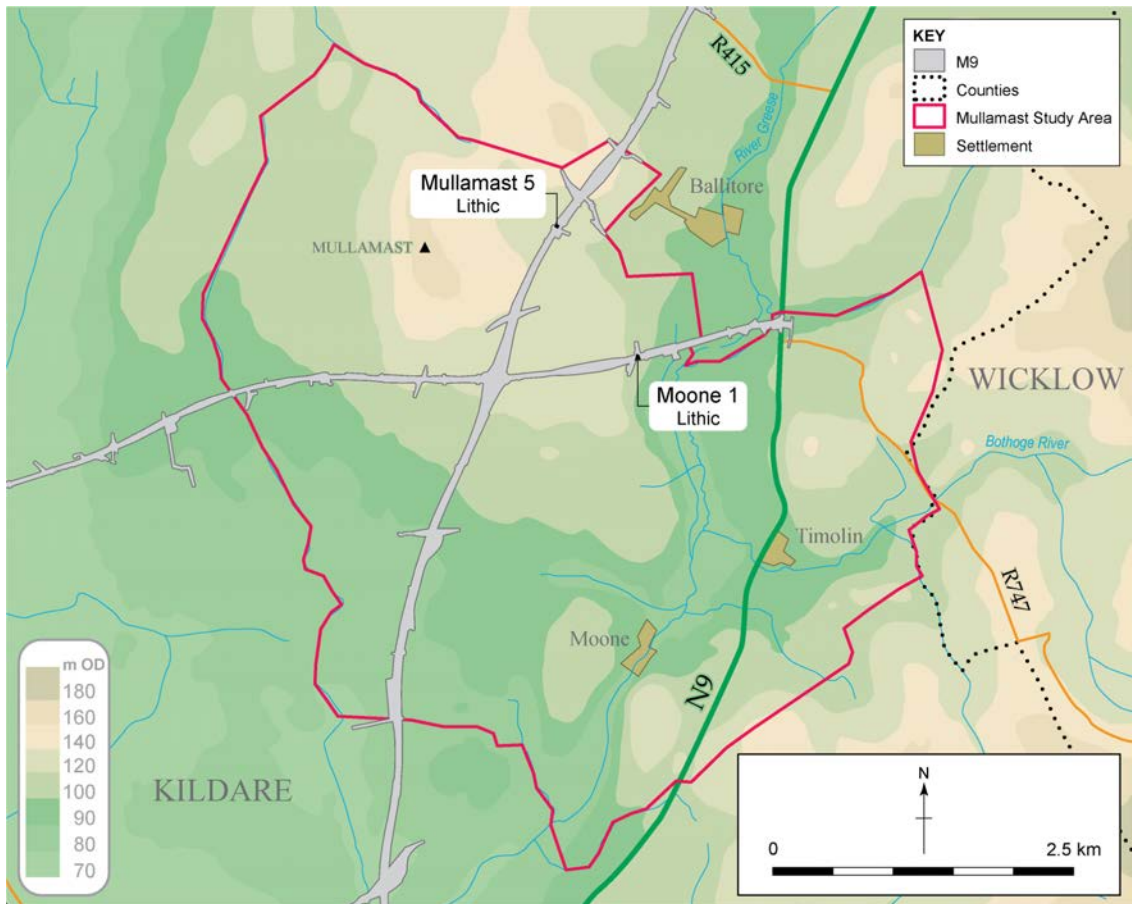 KEY
M9
Counties
Mullamast Study Area
Settlement
R415
River Greese
Ballitore
Mullamast 5
Lithic
MULLAMAST
WICKLOW
Moone 1
Lithic
Bothoge River
Timolin
R747
Moone
N9
KILDARE
m OD
180
160
140
120
100
90
80
70
N
0
2.5 km